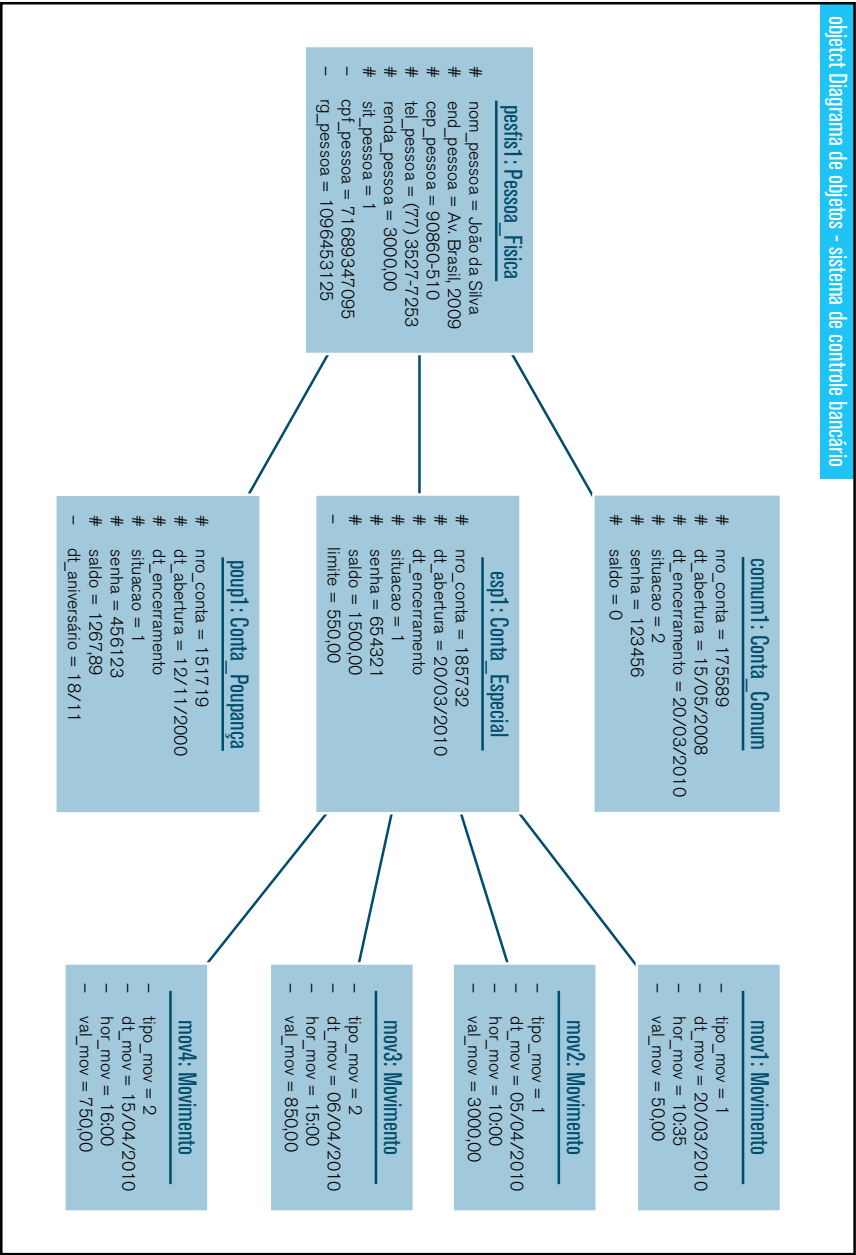 objetct Diagrama de objetos - sistema de controle bancário
pesfis1: Pessoa_Fisica
# nom_pessoa = João da Silva
# end_pessoa = Av. Brasil, 2009
# cep_pessoa = 90860-510
# tel_pessoa = (77) 3527-7253
# renda_pessoa = 3000,00
# sit_pessoa = 1
- cpf_pessoa = 71689347095
- rg_pessoa = 1096453125
comum1: Conta_Comum
# nro_conta = 175589
# dt_abertura = 15/05/2008
# dt_encerramento = 20/03/2010
# situacao = 2
# senha = 123456
# saldo = 0
esp1: Conta_Especial
# nro_conta = 185732
# dt_abertura = 20/03/2010
# dt_encerramento
# situacao = 1
# senha = 654321
# saldo = 1500,00
- limite = 550,00
poup1: Conta_Poupança
# nro_conta = 151719
# dt_abertura = 12/11/2000
# dt_encerramento
# situacao = 1
# senha = 456123
# saldo = 1267,89
- dt_aniversário = 18/11
mov1: Movimento
- tipo_mov = 1
- dt_mov = 20/03/2010
- hor_mov = 10:35
- val_mov = 50,00
mov2: Movimento
- tipo_mov = 1
- dt_mov = 05/04/2010
- hor_mov = 10:00
- val_mov = 3000,00
mov3: Movimento
- tipo_mov = 2
- dt_mov = 06/04/2010
- hor_mov = 15:00
- val_mov = 850,00
mov4: Movimento
- tipo_mov = 2
- dt_mov = 15/04/2010
- hor_mov = 16:00
- val_mov = 750,00